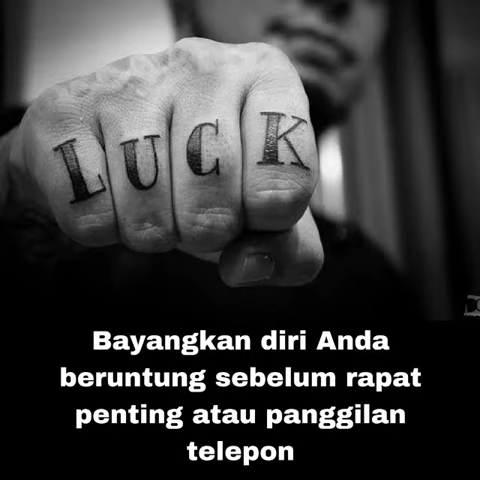 LUCK
Bayangkan diri Anda
beruntung sebelum rapat
penting atau panggilan
telepon